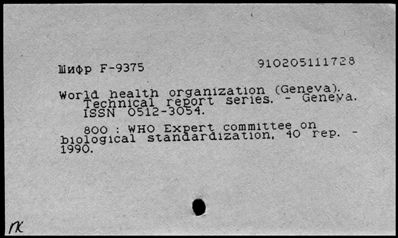 Шифр F-9375 910205111728
World health organization (Geneva).
Technical report series. - Geneva.
ISSN 0512-3054.
800 : WHO Expert committee on
biological standardization, 40 rep. -
1990.
ГК